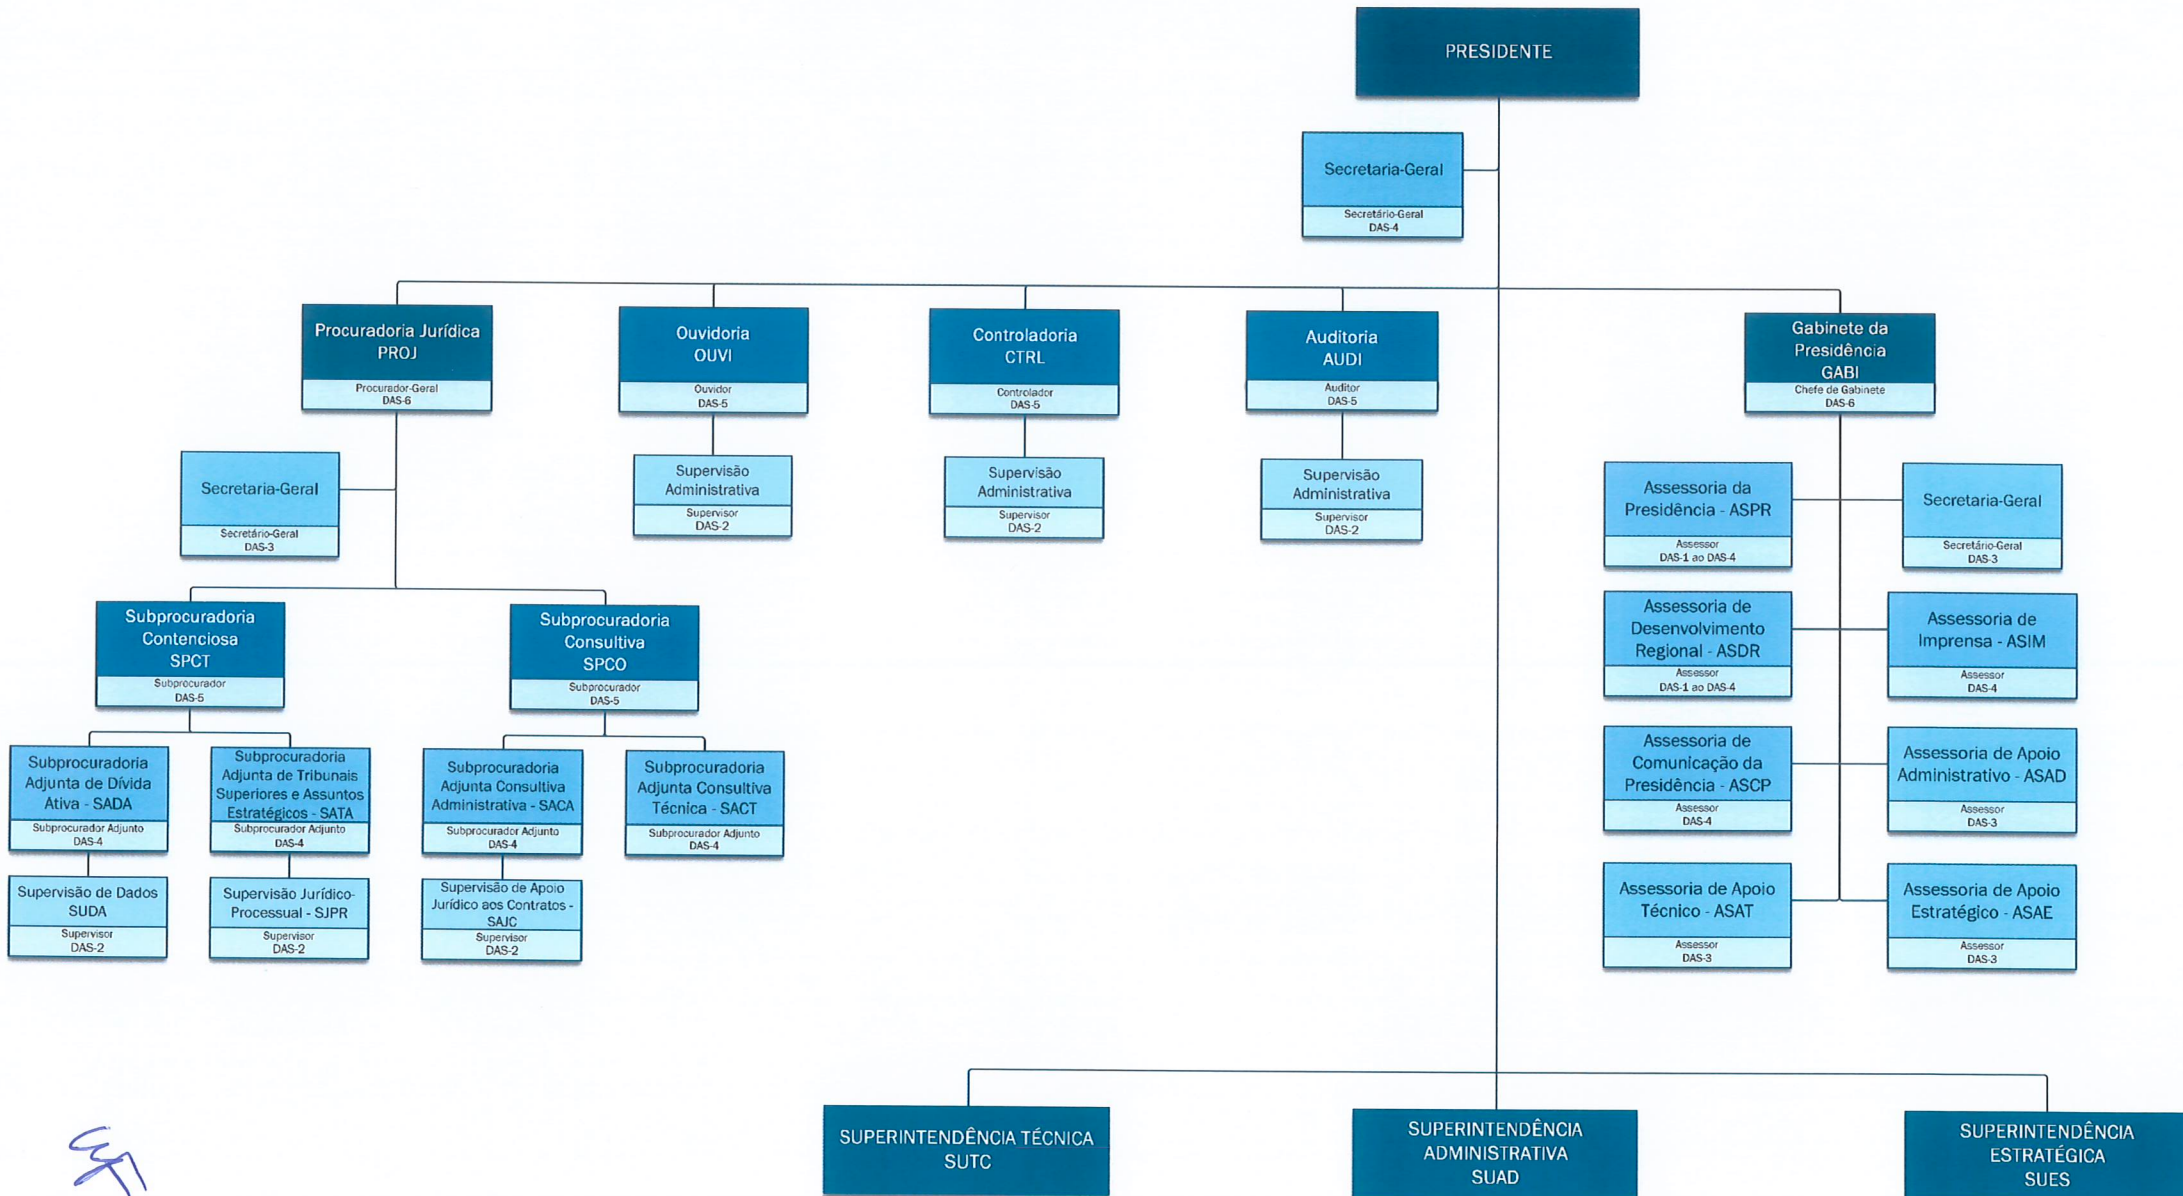 PRESIDENTE
Secretaria-Geral
Secretário-Geral
DAS-4
Procuradoria Jurídica
PROJ
Procurador-Geral
DAS-6
Ouvidoria
OUVI
Ouvidor
DAS-5
Controladoria
CTRL
Controlador
DAS-5
Auditoria
AUDI
Auditor
DAS-5
Gabinete da
Presidência
GABI
Chefe de Gabinete
DAS-6
Secretaria-Geral
Secretário-Geral
DAS-3
Supervisão
Administrativa
Supervisor
DAS-2
Supervisão
Administrativa
Supervisor
DAS-2
Supervisão
Administrativa
Supervisor
DAS-2
Assessoria da
Presidência - ASPR
Assessor
DAS-1 ao DAS-4
Secretaria-Geral
Secretário-Geral
DAS-3
Subprocuradoria
Contenciosa
SPCT
Subprocurador
DAS-5
Subprocuradoria
Consultiva
SPCO
Subprocurador
DAS-5
Assessoria de
Desenvolvimento
Regional - ASDR
Assessor
DAS-1 ao DAS-4
Assessoria de
Imprensa - ASIM
Assessor
DAS-4
Subprocuradoria
Adjunta de Dívida
Ativa - SADA
Subprocurador Adjunto
DAS-4
Subprocuradoria
Adjunta de Tribunais
Superiores e Assuntos
Estratégicos - SATA
Subprocurador Adjunto
DAS-4
Subprocuradoria
Adjunta Consultiva
Administrativa - SACA
Subprocurador Adjunto
DAS-4
Subprocuradoria
Adjunta Consultiva
Técnica - SACT
Subprocurador Adjunto
DAS-4
Assessoria de
Comunicação da
Presidência - ASCP
Assessor
DAS-4
Assessoria de Apoio
Administrativo - ASAD
Assessor
DAS-3
Supervisão de Dados
SUDA
Supervisor
DAS-2
Supervisão Jurídico-
Processual - SJPR
Supervisor
DAS-2
Supervisão de Apoio
Jurídico aos Contratos -
SAJC
Supervisor
DAS-2
Assessoria de Apoio
Técnico - ASAT
Assessor
DAS-3
Assessoria de Apoio
Estratégico - ASAE
Assessor
DAS-3
SUPERINTENDÊNCIA TÉCNICA
SUTC
SUPERINTENDÊNCIA
ADMINISTRATIVA
SUAD
SUPERINTENDÊNCIA
ESTRATÉGICA
SUES